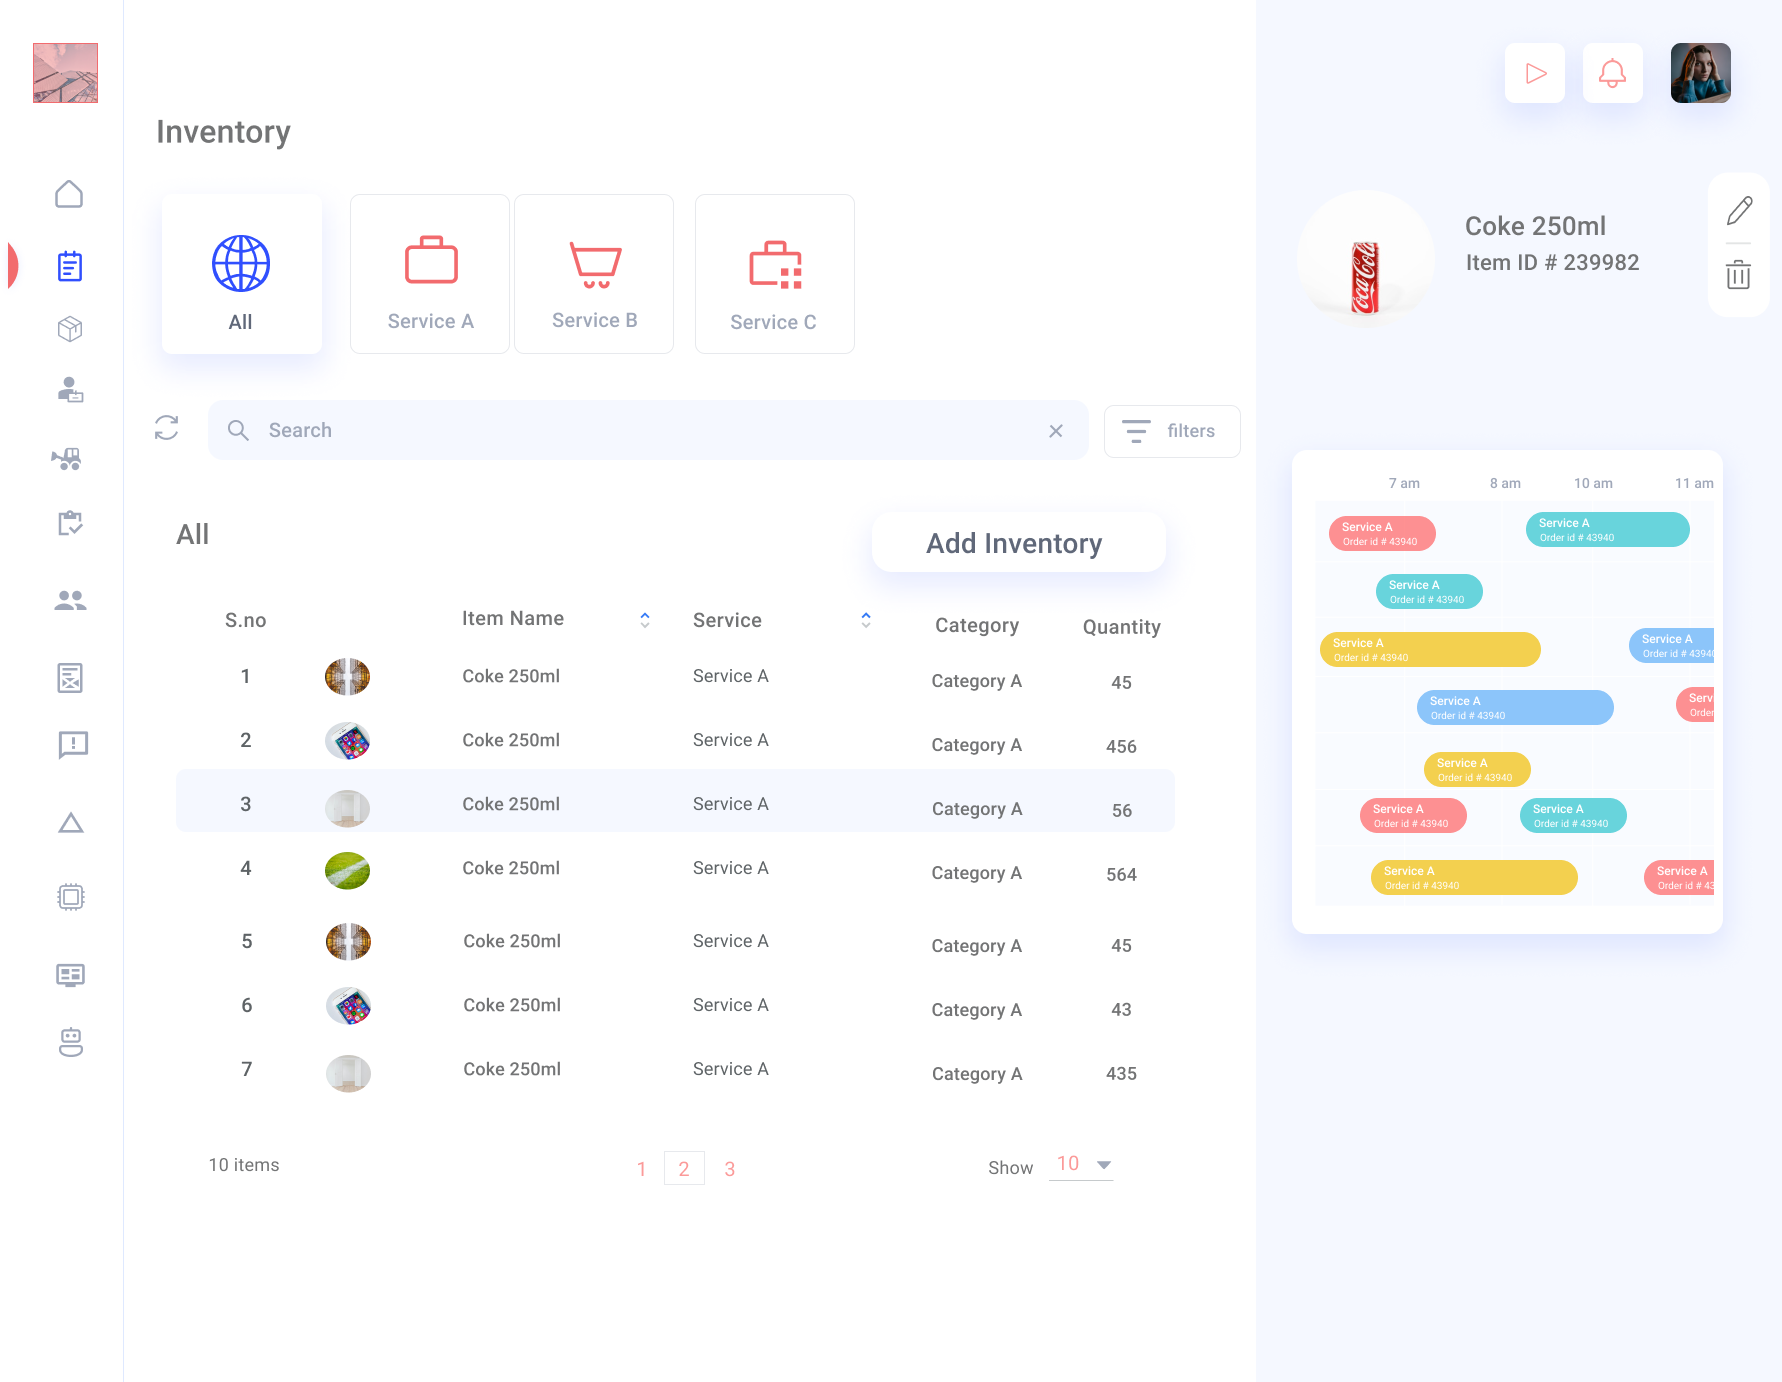 Inventory
All
Service A
Service B
Service C
Search
filters
All
Add Inventory
S.no Item Name Service Category Quantity
1 Coke 250ml Service A Category A 45
2 Coke 250ml Service A Category A 456
3 Coke 250ml Service A Category A 56
4 Coke 250ml Service A Category A 564
5 Coke 250ml Service A Category A 45
6 Coke 250ml Service A Category A 43
7 Coke 250ml Service A Category A 435
10 items
1 2 3
Show 10
Coke 250ml
Item ID # 239982
Coca-Cola
7 am 8 am 10 am 11 am
Service A
Order id # 43940
Service A
Order id # 43940
Service A
Order id # 43940
Service A
Order id # 43940
Service A
Order id # 4394
Service A
Order id # 43940
Serv
Order
Service A
Order id # 43940
Service A
Order id # 43940
Service A
Order id # 43940
Service A
Order id # 43940
Service A
Order id # 43